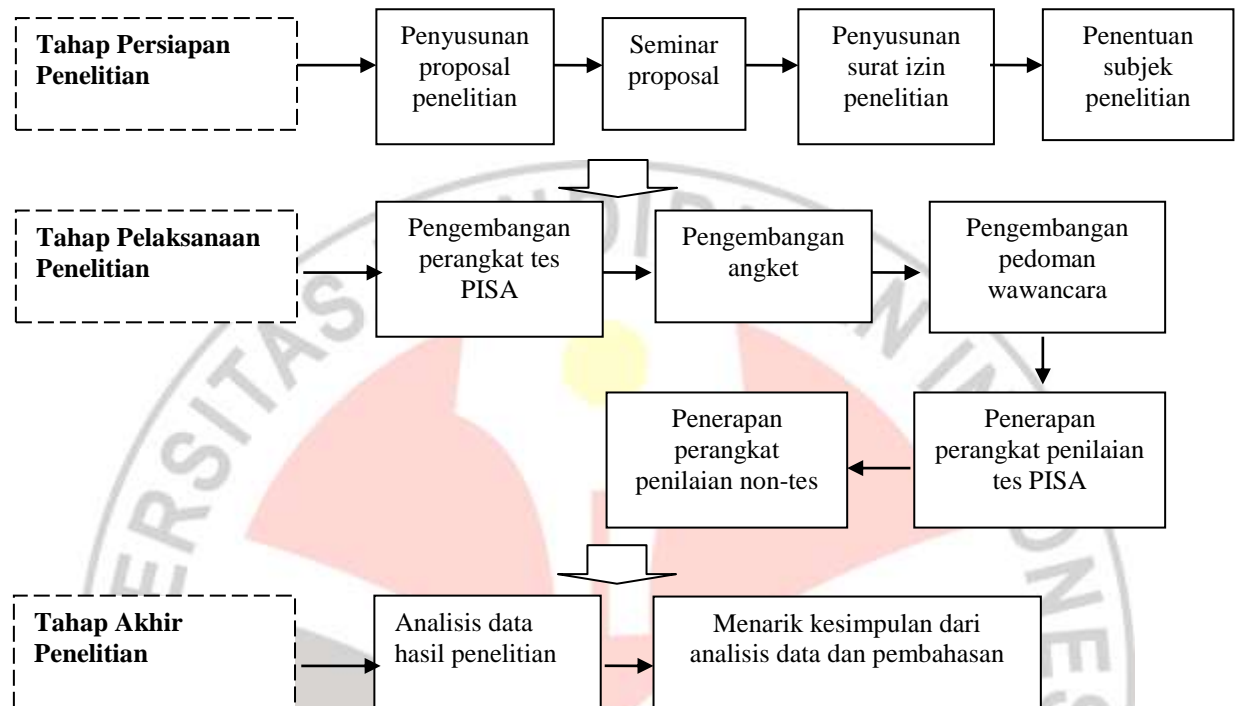 Tahap Persiapan
Penelitian
Penyusunan
proposal
penelitian
Seminar
proposal
Penyusunan
surat izin
penelitian
Penentuan
subjek
penelitian
Tahap Pelaksanaan
Penelitian
Pengembangan
perangkat tes
PISA
Pengembangan
angket
Pengembangan
pedoman
wawancara
Penerapan
perangkat penilaian
tes PISA
Penerapan
perangkat
penilaian non-tes
Tahap Akhir
Penelitian
Analisis data
hasil penelitian
Menarik kesimpulan dari
analisis data dan pembahasan